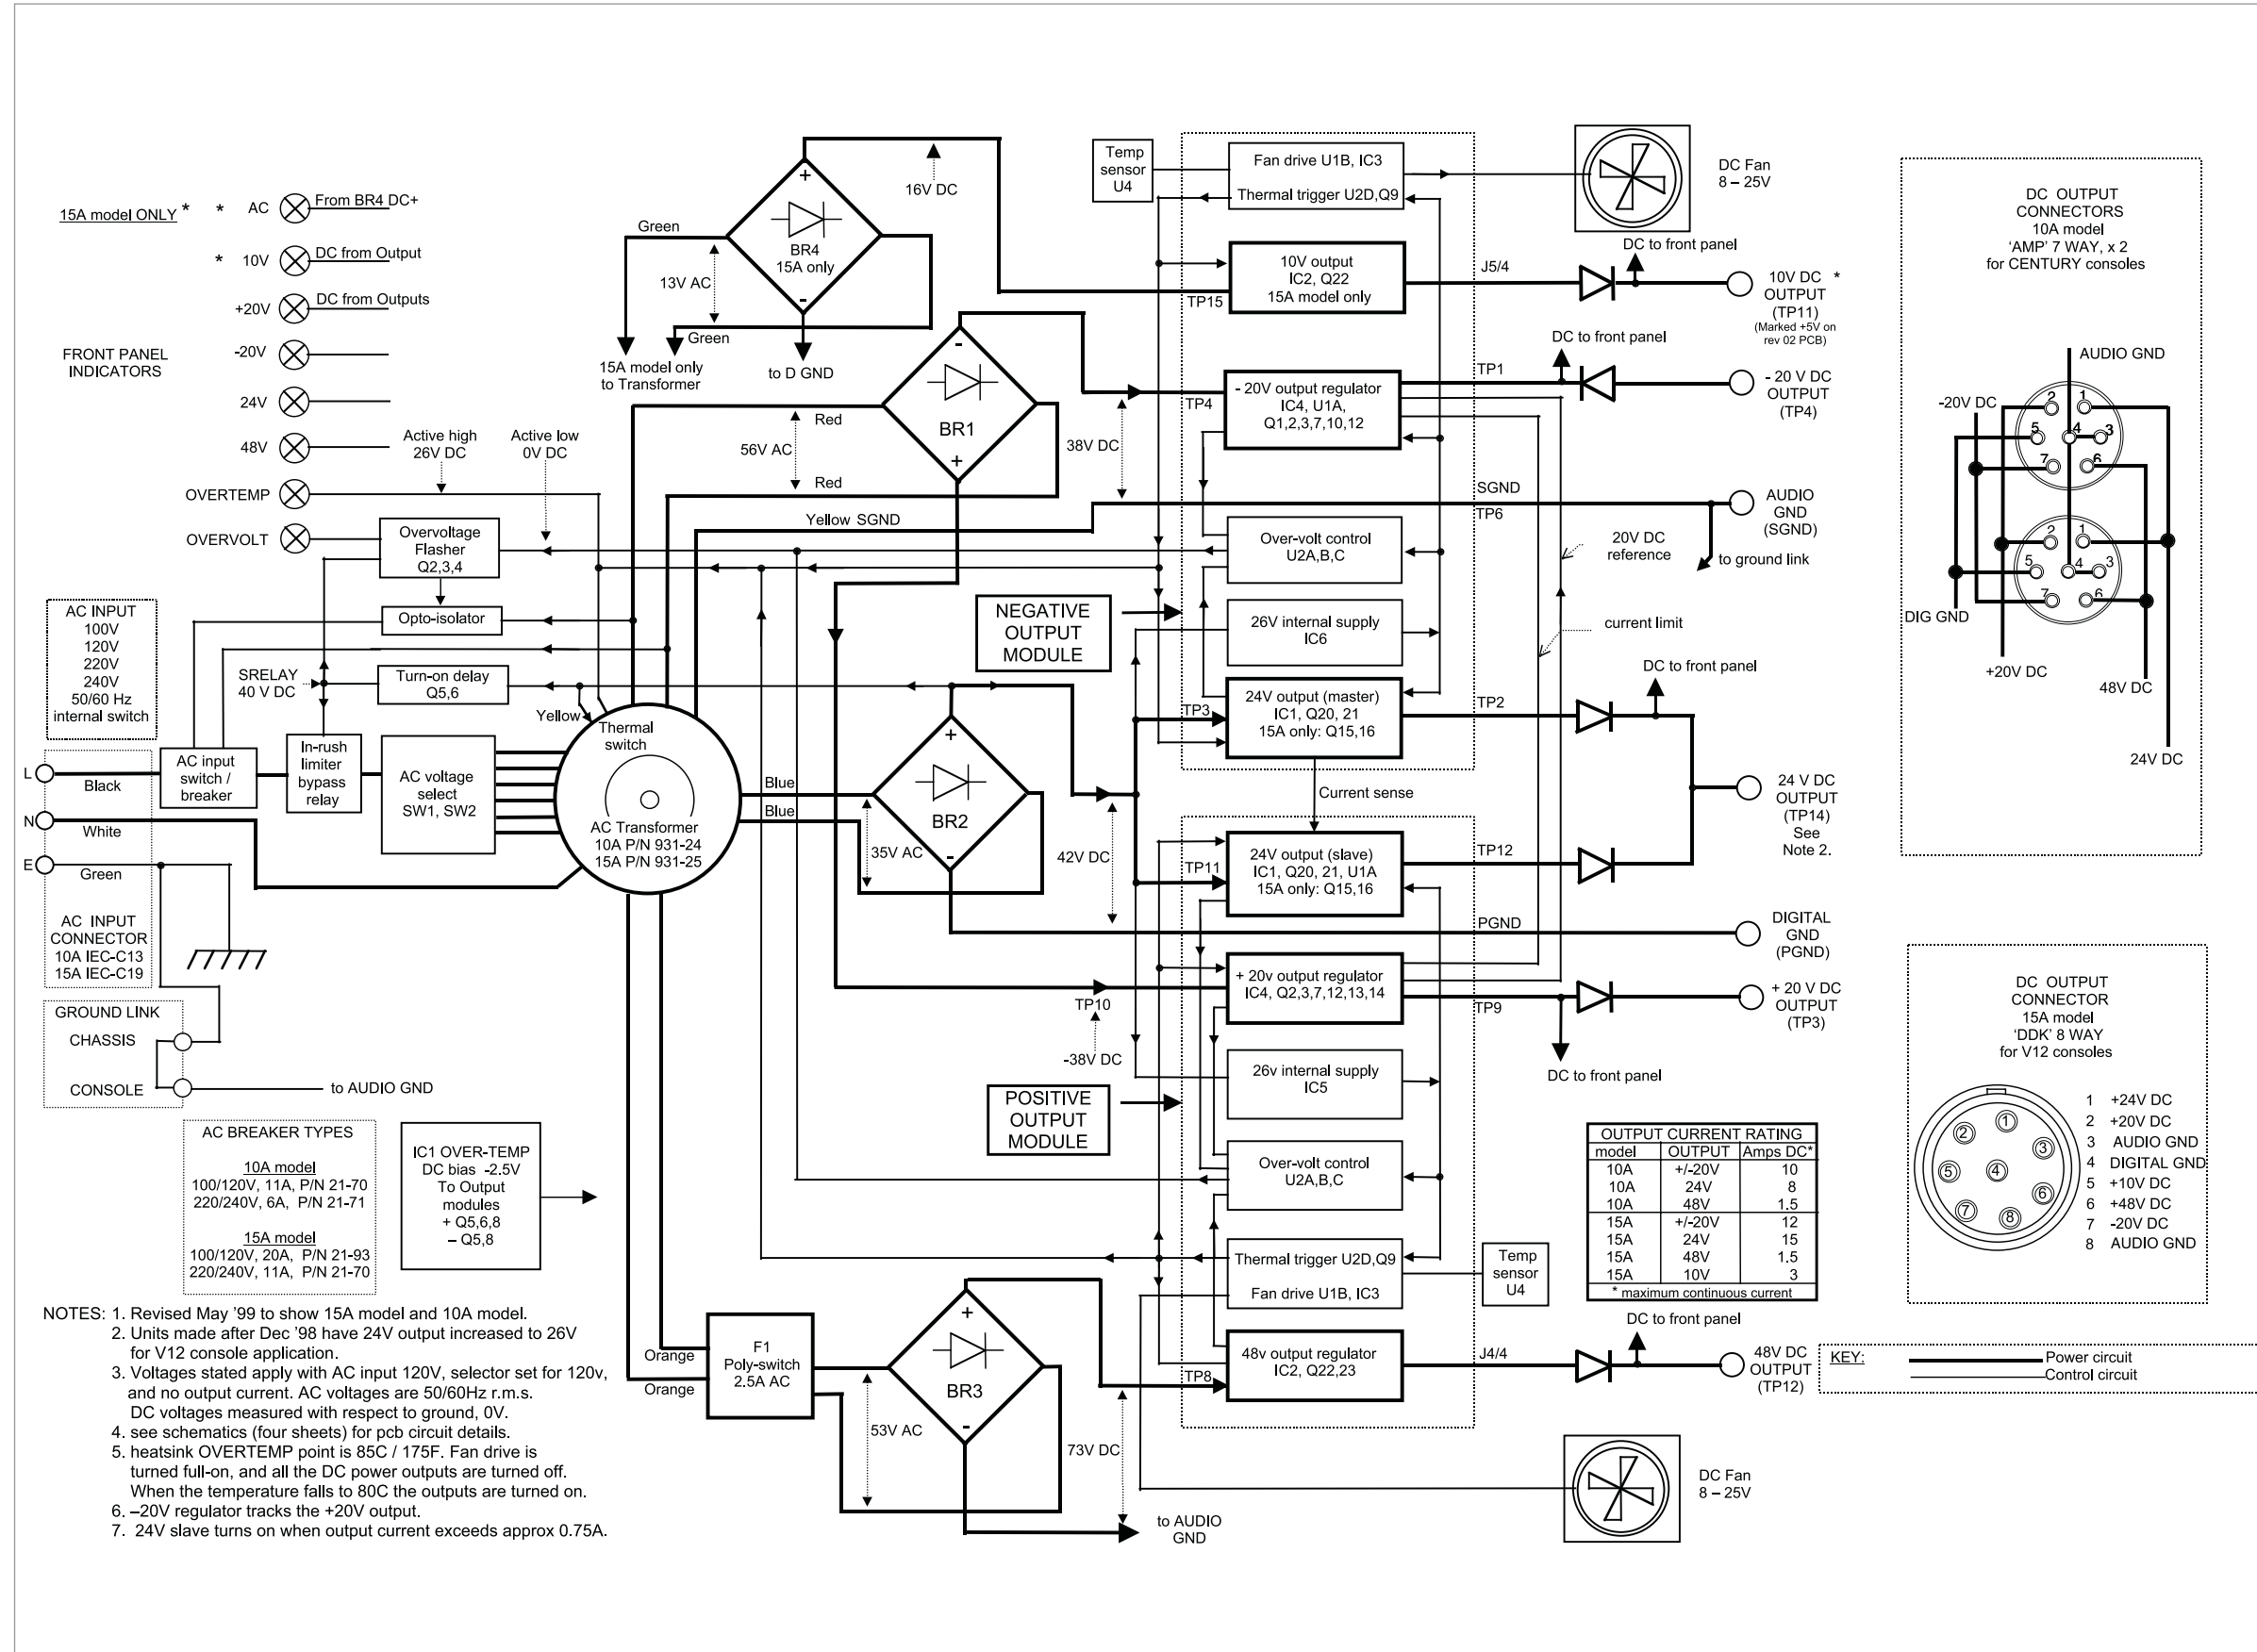 15A model ONLY *
* AC
From BR4 DC+
* 10V
DC from Output
+20V
DC from Outputs
FRONT PANEL
INDICATORS
-20V
24V
48V
Active high
26V DC
Active low
0V DC
OVERTEMP
OVERVOLT
Overvoltage
Flasher
Q2,3,4
Opto-isolator
SRELAY
40 V DC
Turn-on delay
Q5,6
AC INPUT
100V
120V
220V
240V
50/60 Hz
internal switch
L
Black
N
White
E
Green
AC INPUT
CONNECTOR
10A IEC-C13
15A IEC-C19
AC input
switch /
breaker
In-rush
limiter
bypass
relay
AC voltage
select
SW1, SW2
Yellow
Thermal
switch
AC Transformer
10A P/N 931-24
15A P/N 931-25
GROUND LINK
CHASSIS
CONSOLE
to AUDIO GND
AC BREAKER TYPES
10A model
100/120V, 11A, P/N 21-70
220/240V, 6A, P/N 21-71
15A model
100/120V, 20A, P/N 21-93
220/240V, 11A, P/N 21-70
IC1 OVER-TEMP
DC bias -2.5V
To Output
modules
+ Q5,6,8
– Q5,8
NOTES: 1. Revised May '99 to show 15A model and 10A model.
2. Units made after Dec '98 have 24V output increased to 26V
for V12 console application.
3. Voltages stated apply with AC input 120V, selector set for 120v,
and no output current. AC voltages are 50/60Hz r.m.s.
DC voltages measured with respect to ground, 0V.
4. see schematics (four sheets) for pcb circuit details.
5. heatsink OVERTEMP point is 85C / 175F. Fan drive is
turned full-on, and all the DC power outputs are turned off.
When the temperature falls to 80C the outputs are turned on.
6. –20V regulator tracks the +20V output.
7. 24V slave turns on when output current exceeds approx 0.75A.
+
BR4
15A only
-
Green
13V AC
Green
16V DC
15A model only
to Transformer
to D GND
-
BR1
+
Red
56V AC
Red
38V DC
Yellow SGND
+
BR2
-
Blue
Blue
35V AC
42V DC
-38V DC
F1
Poly-switch
2.5A AC
Orange
Orange
+
BR3
-
53V AC
73V DC
to AUDIO
GND
NEGATIVE
OUTPUT
MODULE
POSITIVE
OUTPUT
MODULE
Temp
sensor
U4
Fan drive U1B, IC3
Thermal trigger U2D,Q9
TP15
10V output
IC2, Q22
15A model only
J5/4
TP4
- 20V output regulator
IC4, U1A,
Q1,2,3,7,10,12
TP1
SGND
TP6
Over-volt control
U2A,B,C
26V internal supply
IC6
TP3
24V output (master)
IC1, Q20, 21
15A only: Q15,16
TP2
Current sense
TP11
24V output (slave)
IC1, Q20, 21, U1A
15A only: Q15,16
TP12
PGND
TP10
+ 20v output regulator
IC4, Q2,3,7,12,13,14
TP9
26v internal supply
IC5
Over-volt control
U2A,B,C
Thermal trigger U2D,Q9
Fan drive U1B, IC3
Temp
sensor
U4
TP8
48v output regulator
IC2, Q22,23
J4/4
DC Fan
8 – 25V
DC to front panel
10V DC *
OUTPUT
(TP11)
(Marked +5V on
rev 02 PCB)
DC to front panel
- 20 V DC
OUTPUT
(TP4)
AUDIO
GND
(SGND)
20V DC
reference
to ground link
current limit
DC to front panel
24 V DC
OUTPUT
(TP14)
See
Note 2.
DIGITAL
GND
(PGND)
+ 20 V DC
OUTPUT
(TP3)
DC to front panel
OUTPUT CURRENT RATING
model OUTPUT Amps DC*
10A +/-20V 10
10A 24V 8
10A 48V 1.5
15A +/-20V 12
15A 24V 15
15A 48V 1.5
15A 10V 3
* maximum continuous current
DC to front panel
48V DC
OUTPUT
(TP12)
DC Fan
8 – 25V
DC OUTPUT
CONNECTORS
10A model
'AMP' 7 WAY, x 2
for CENTURY consoles
AUDIO GND
-20V DC
2 1
5 4 3
7 6
2 1
5 4 3
7 6
DIG GND
+20V DC
48V DC
24V DC
DC OUTPUT
CONNECTOR
15A model
'DDK' 8 WAY
for V12 consoles
1
2
3
5 4
6
7 8
1 +24V DC
2 +20V DC
3 AUDIO GND
4 DIGITAL GND
5 +10V DC
6 +48V DC
7 -20V DC
8 AUDIO GND
KEY:
Power circuit
Control circuit